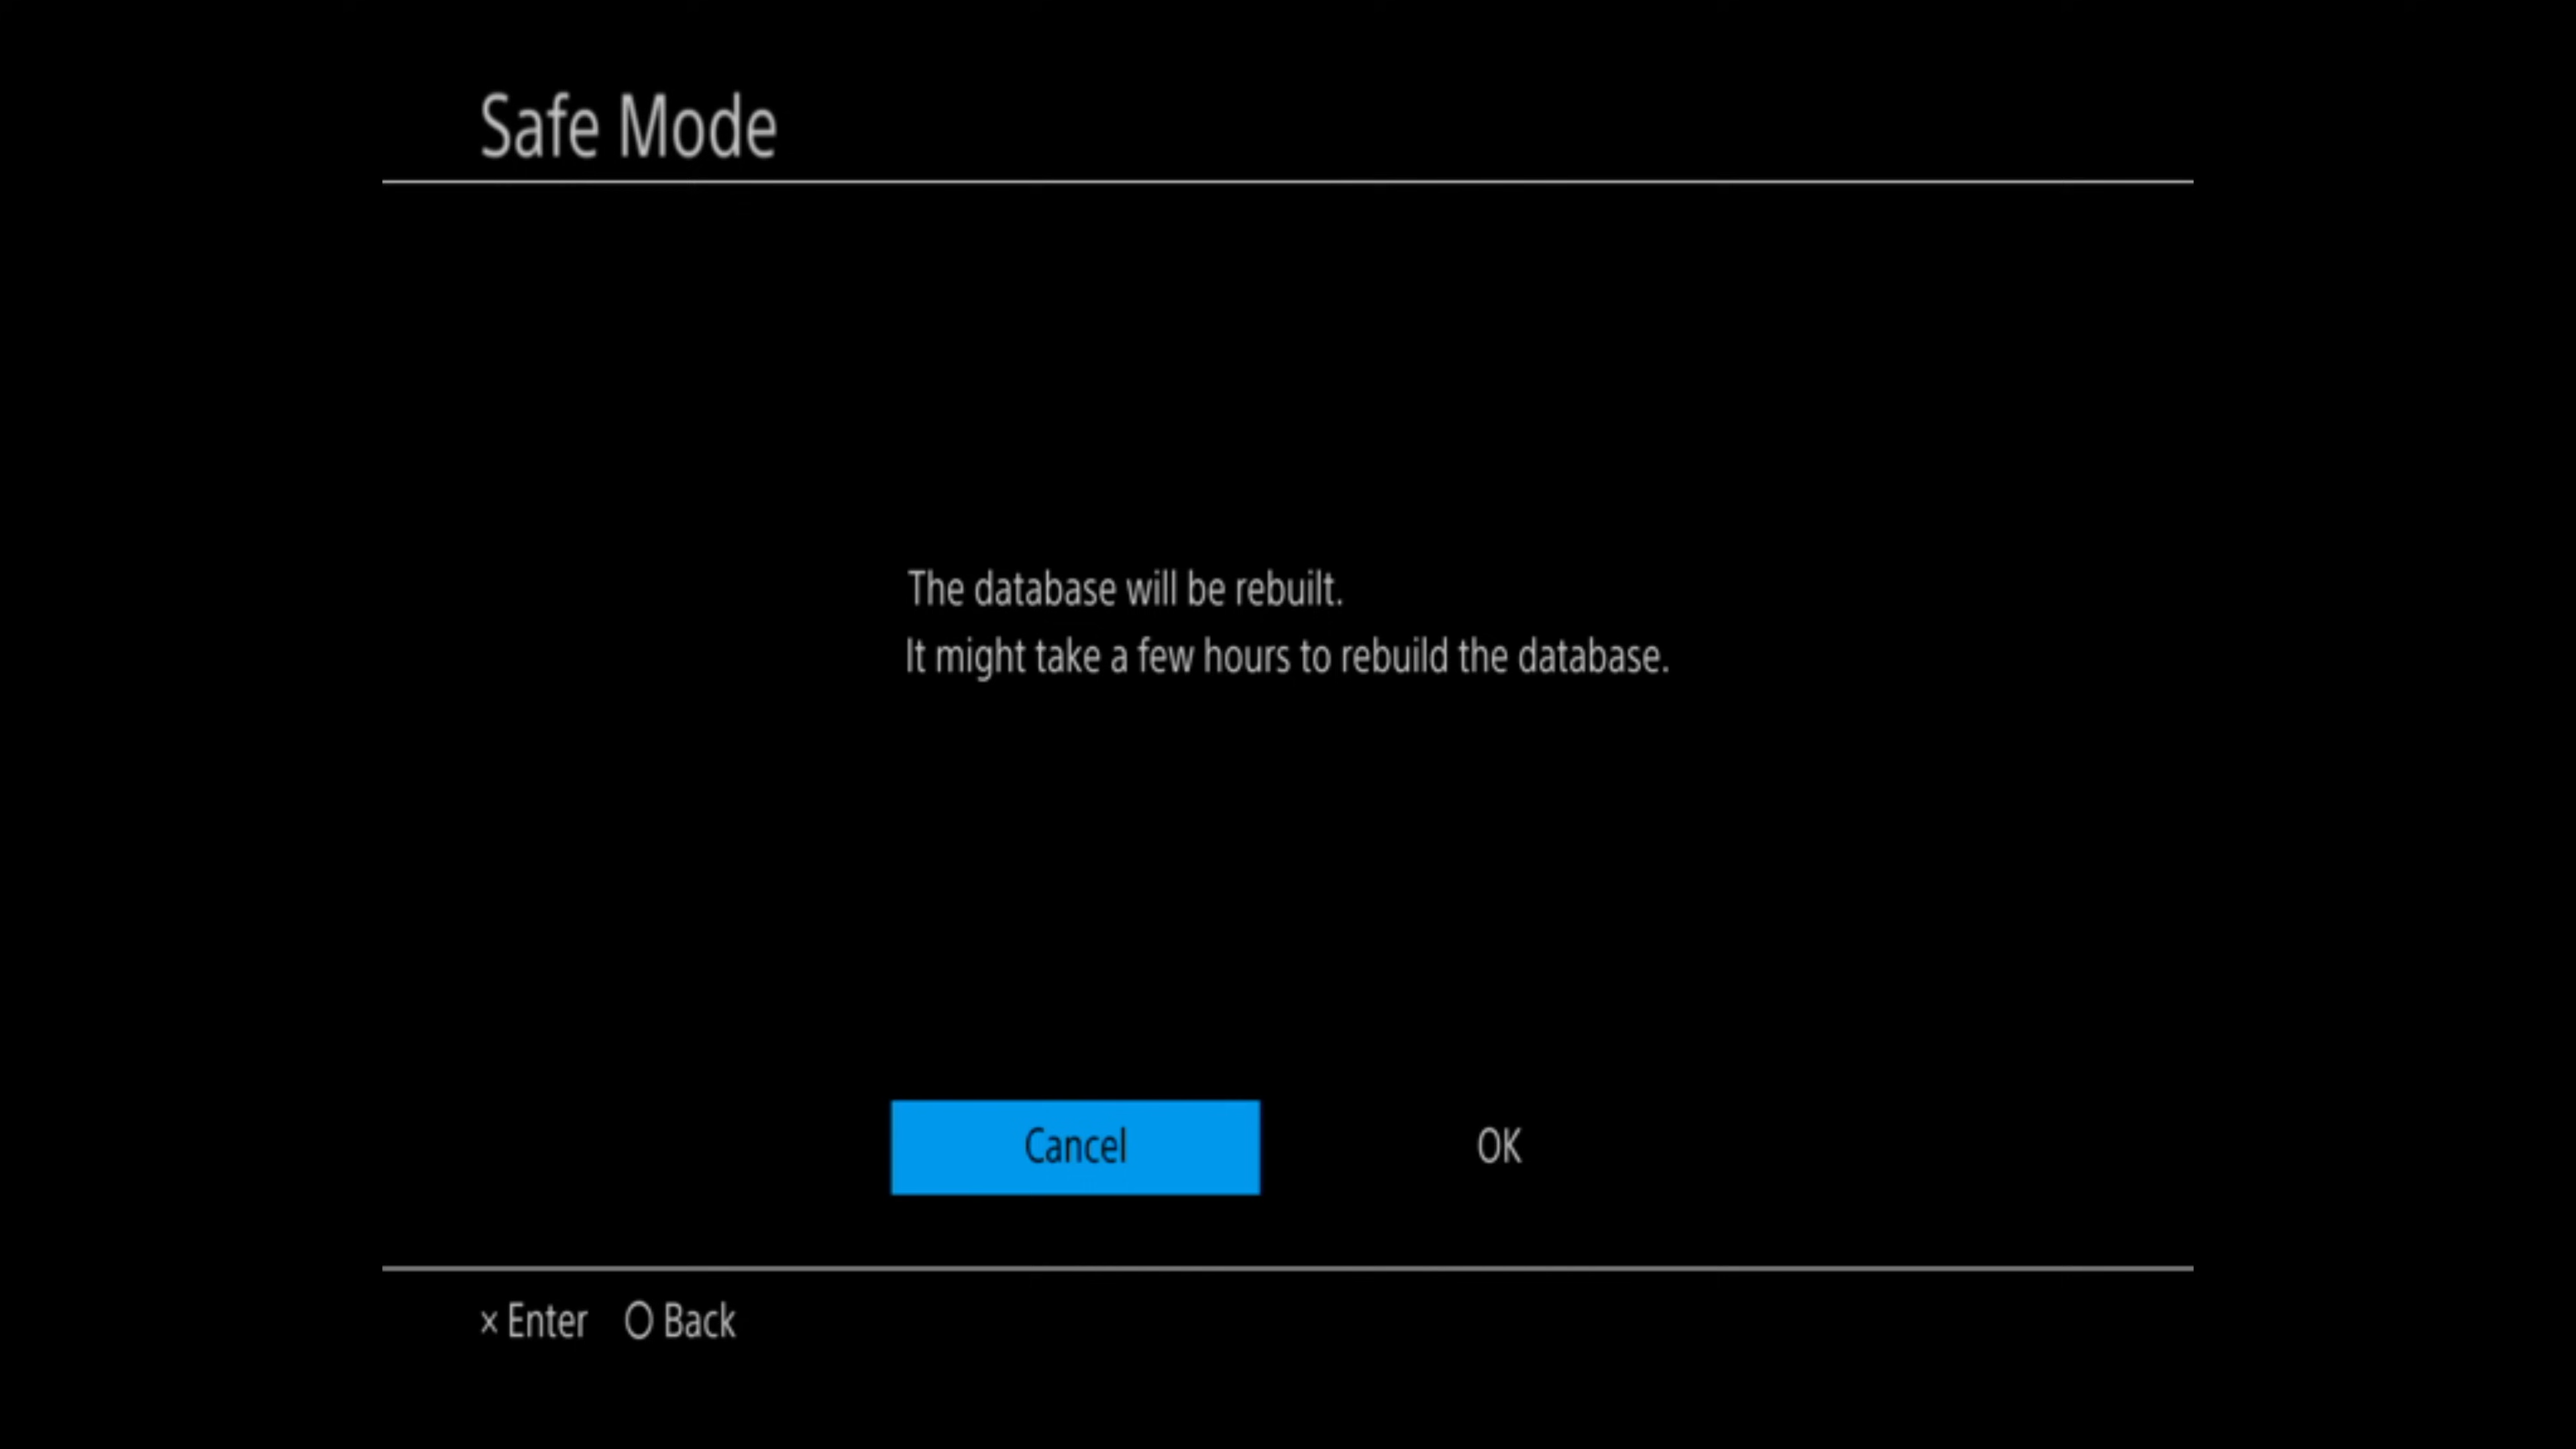 Safe Mode
The database will be rebuilt.
It might take a few hours to rebuild the database.
Cancel OK
× Enter ○ Back